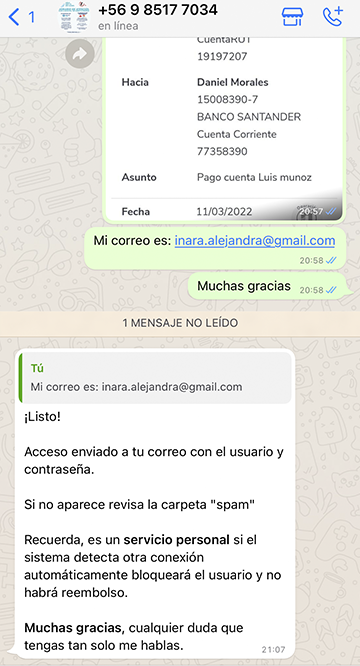 1
+56 9 8517 7034
en línea
CuentaRUT
19197207
Hacia
Daniel Morales
15008390-7
BANCO SANTANDER
Cuenta Corriente
77358390
Asunto
Pago cuenta Luis munoz
Fecha
11/03/2022
20:57
Mi correo es: inara.alejandra@gmail.com
20:58
Muchas gracias
20:58
1 MENSAJE NO LEÍDO
Tú
Mi correo es: inara.alejandra@gmail.com
¡Listo!
Acceso enviado a tu correo con el usuario y
contraseña.
Si no aparece revisa la carpeta "spam"
Recuerda, es un servicio personal si el
sistema detecta otra conexión
automáticamente bloqueará el usuario y no
habrá reembolso.
Muchas gracias, cualquier duda que
tengas tan solo me hablas.
21:07